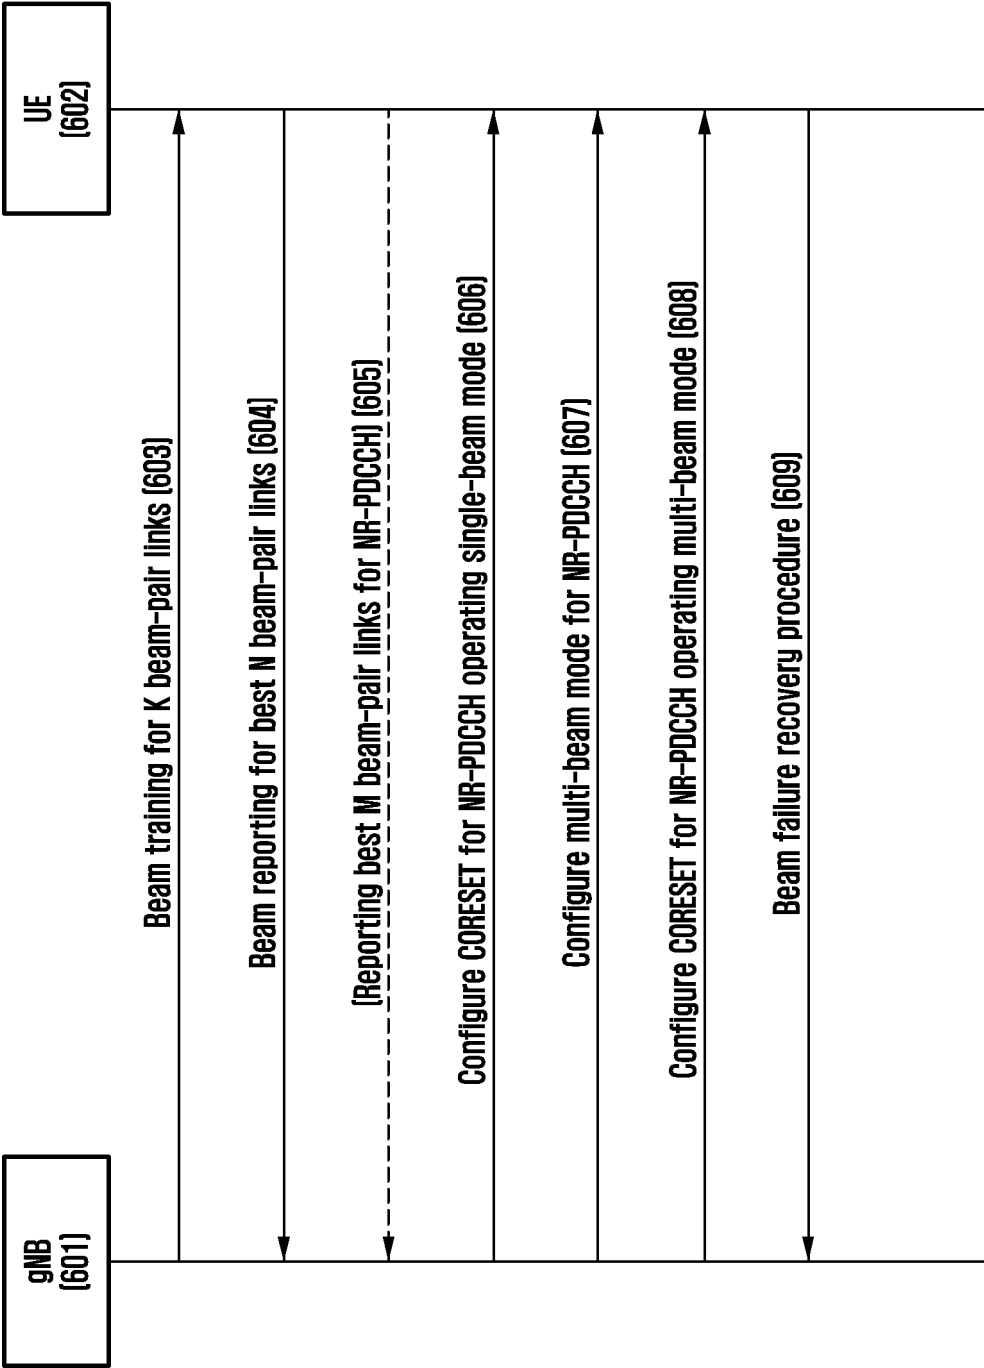 gNB
(601)
UE
(602)
Beam training for K beam-pair links (603)
Beam reporting for best N beam-pair links (604)
(Reporting best M beam-pair links for NR-PDCCH) (605)
Configure CORESET for NR-PDCCH operating single-beam mode (606)
Configure multi-beam mode for NR-PDCCH (607)
Configure CORESET for NR-PDCCH operating multi-beam mode (608)
Beam failure recovery procedure (609)